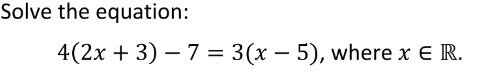 Solve the equation:
4(2𝑥 + 3) − 7 = 3(𝑥 − 5), where 𝑥 ∈ ℝ.